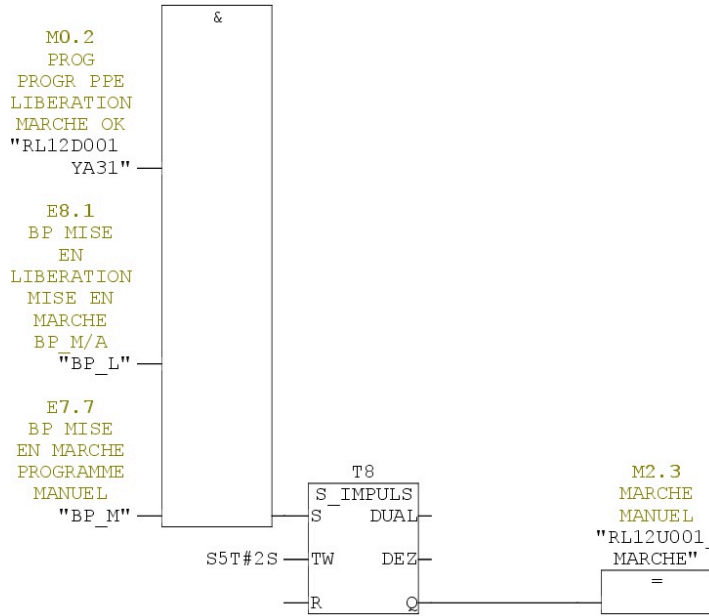 &
M0.2
PROG
PROGR PPE
LIBERATION
MARCHE OK
"RL12D001
YA31"
E8.1
BP MISE
EN
LIBERATION
MISE EN
MARCHE
BP_M/A
"BP_L"
E7.7
BP MISE
EN MARCHE
PROGRAMME
MANUEL
"BP_M"
T8
S_IMPULS
S DUAL
S5T#2S TW DEZ
R Q
M2.3
MARCHE
MANUEL
"RL12U001_
MARCHE"
=